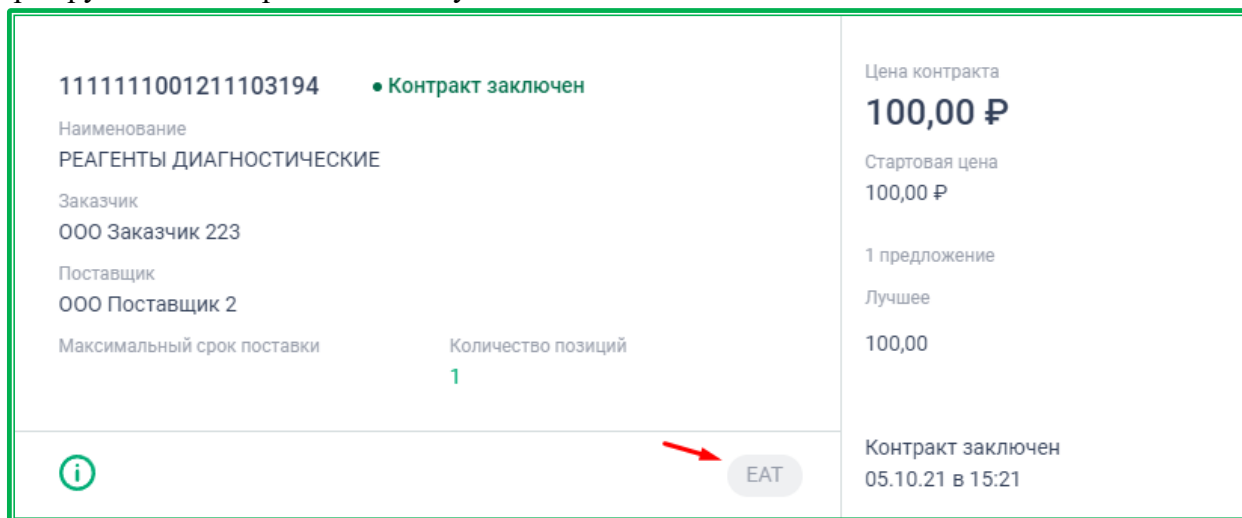 1111111001211103194 • Контракт заключен
Наименование
РЕАГЕНТЫ ДИАГНОСТИЧЕСКИЕ
Заказчик
ООО Заказчик 223
Поставщик
ООО Поставщик 2
Максимальный срок поставки Количество позиций
1
ЕАТ
Цена контракта
100,00 ₽
Стартовая цена
100,00 ₽
1 предложение
Лучшее
100,00
Контракт заключен
05.10.21 в 15:21